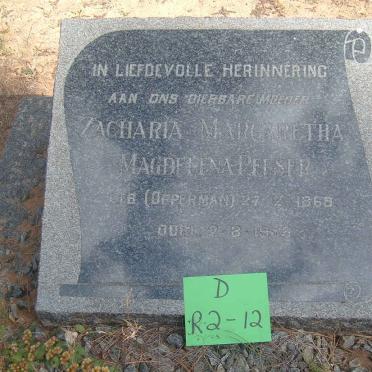 IN LIEFDEVOLLE HERINNERING
AAN ONS DIERBARE MOEDER
ZACHARIA MARGARETHA
MAGDELENA PELSER
GEB (OPPERMAN) 27 1868
OORL 2 8
D
R2-12